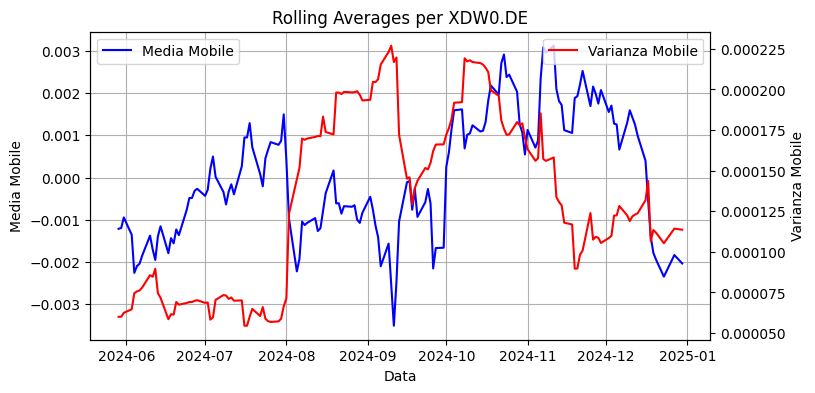 Rolling Averages per XDW0.DE
Media Mobile
Varianza Mobile
0.003
0.002
0.001
0.000
−0.001
−0.002
−0.003
Media Mobile
0.000225
0.000200
0.000175
0.000150
0.000125
0.000100
0.000075
0.000050
Varianza Mobile
2024-06 2024-07 2024-08 2024-09 2024-10 2024-11 2024-12 2025-01
Data